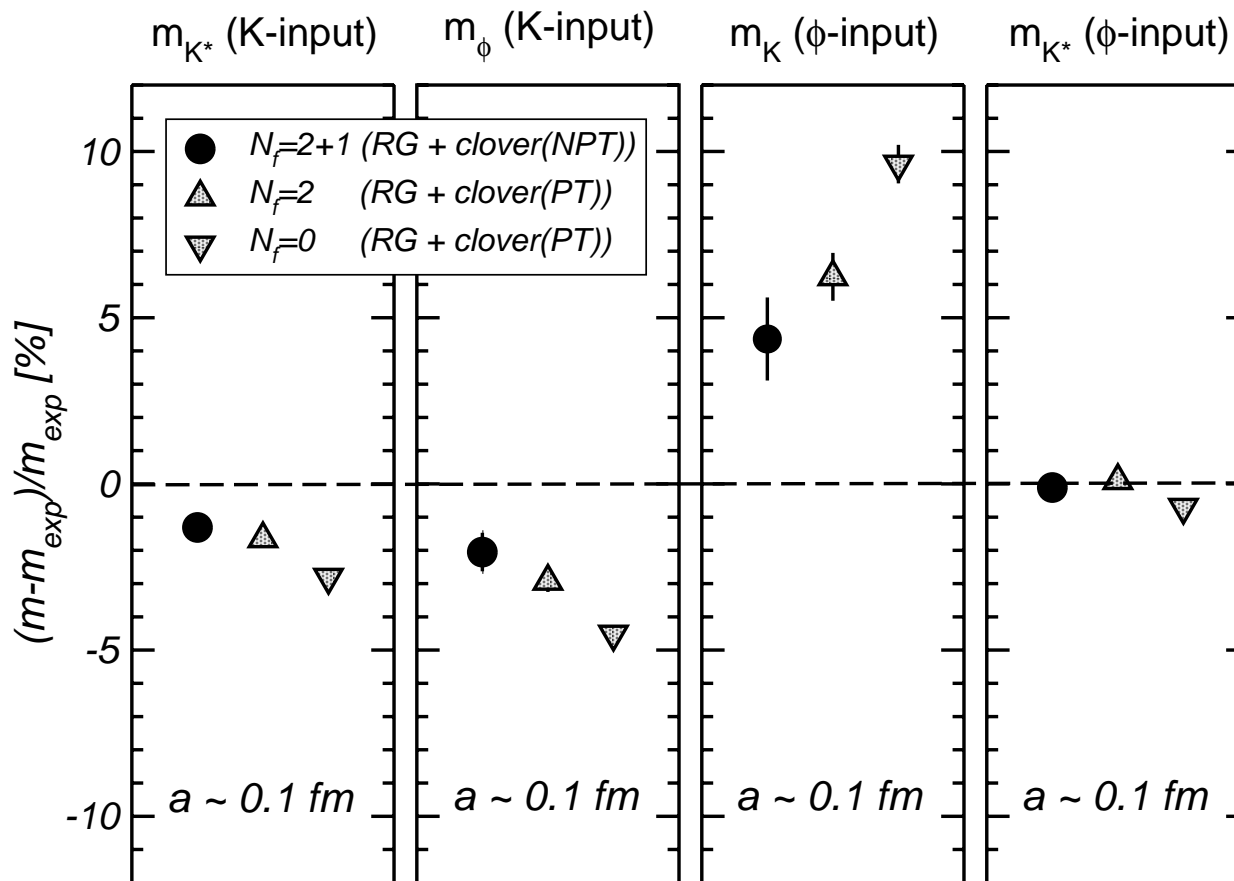 m_K* (K-input) m_ϕ (K-input) m_K (ϕ-input) m_K* (ϕ-input)
N_f=2+1 (RG + clover(NPT))
N_f=2 (RG + clover(PT))
N_f=0 (RG + clover(PT))
10
5
0
-5
-10
(m-m_exp)/m_exp [%]
a ~ 0.1 fm a ~ 0.1 fm a ~ 0.1 fm a ~ 0.1 fm